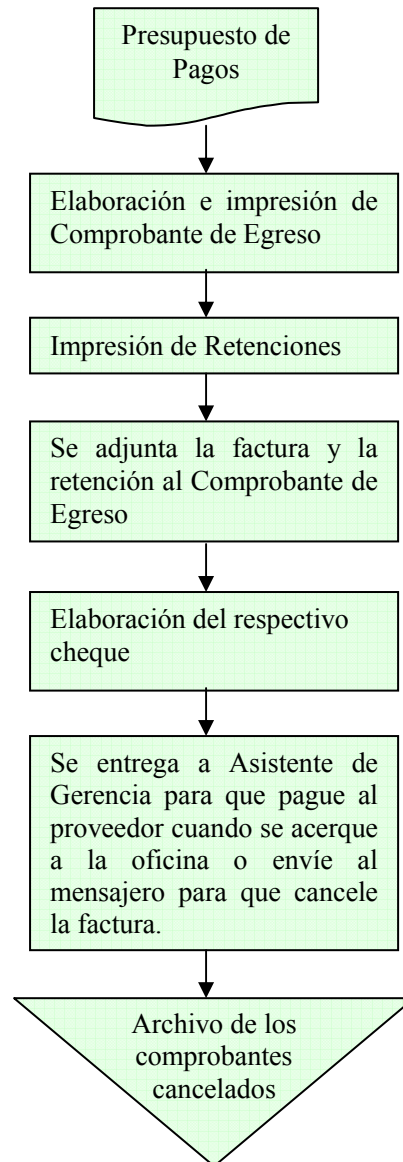 Presupuesto de
Pagos
Elaboración e impresión de
Comprobante de Egreso
Impresión de Retenciones
Se adjunta la factura y la
retención al Comprobante de
Egreso
Elaboración del respectivo
cheque
Se entrega a Asistente de
Gerencia para que pague al
proveedor cuando se acerque
a la oficina o envíe al
mensajero para que cancele
la factura.
Archivo de los
comprobantes
cancelados